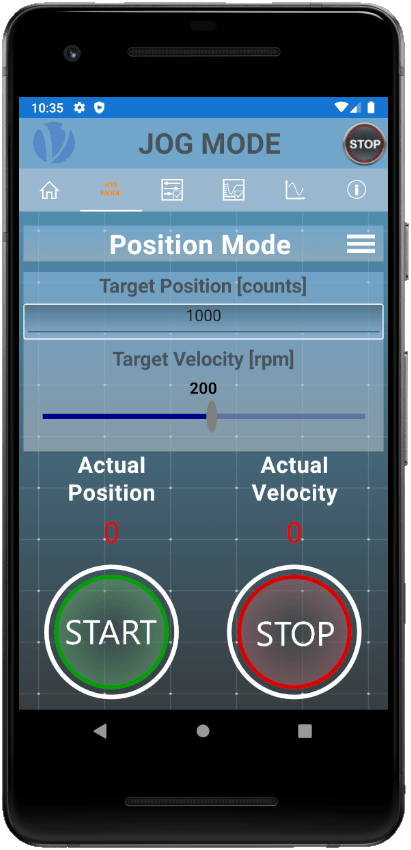 10:35
JOG MODE
STOP
JOG
MODE
Position Mode
Target Position [counts]
1000
Target Velocity [rpm]
200
Actual
Position
Actual
Velocity
0
0
START
STOP